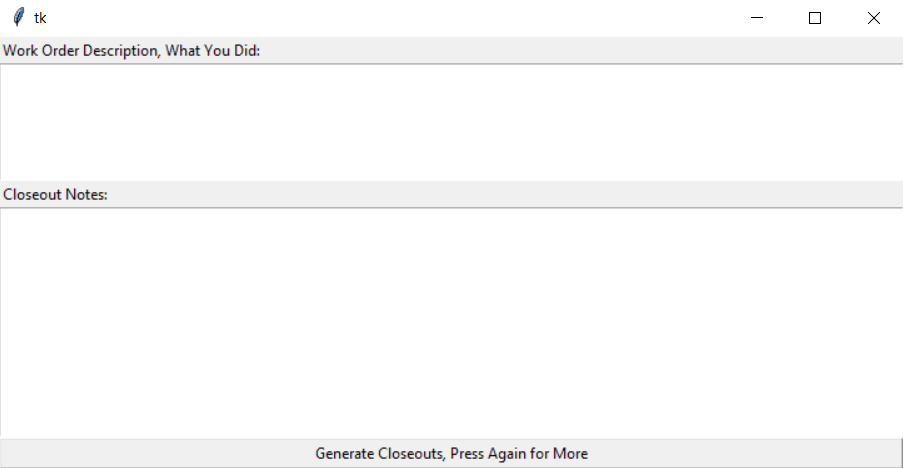 tk
Work Order Description, What You Did:
Closeout Notes:
Generate Closeouts, Press Again for More